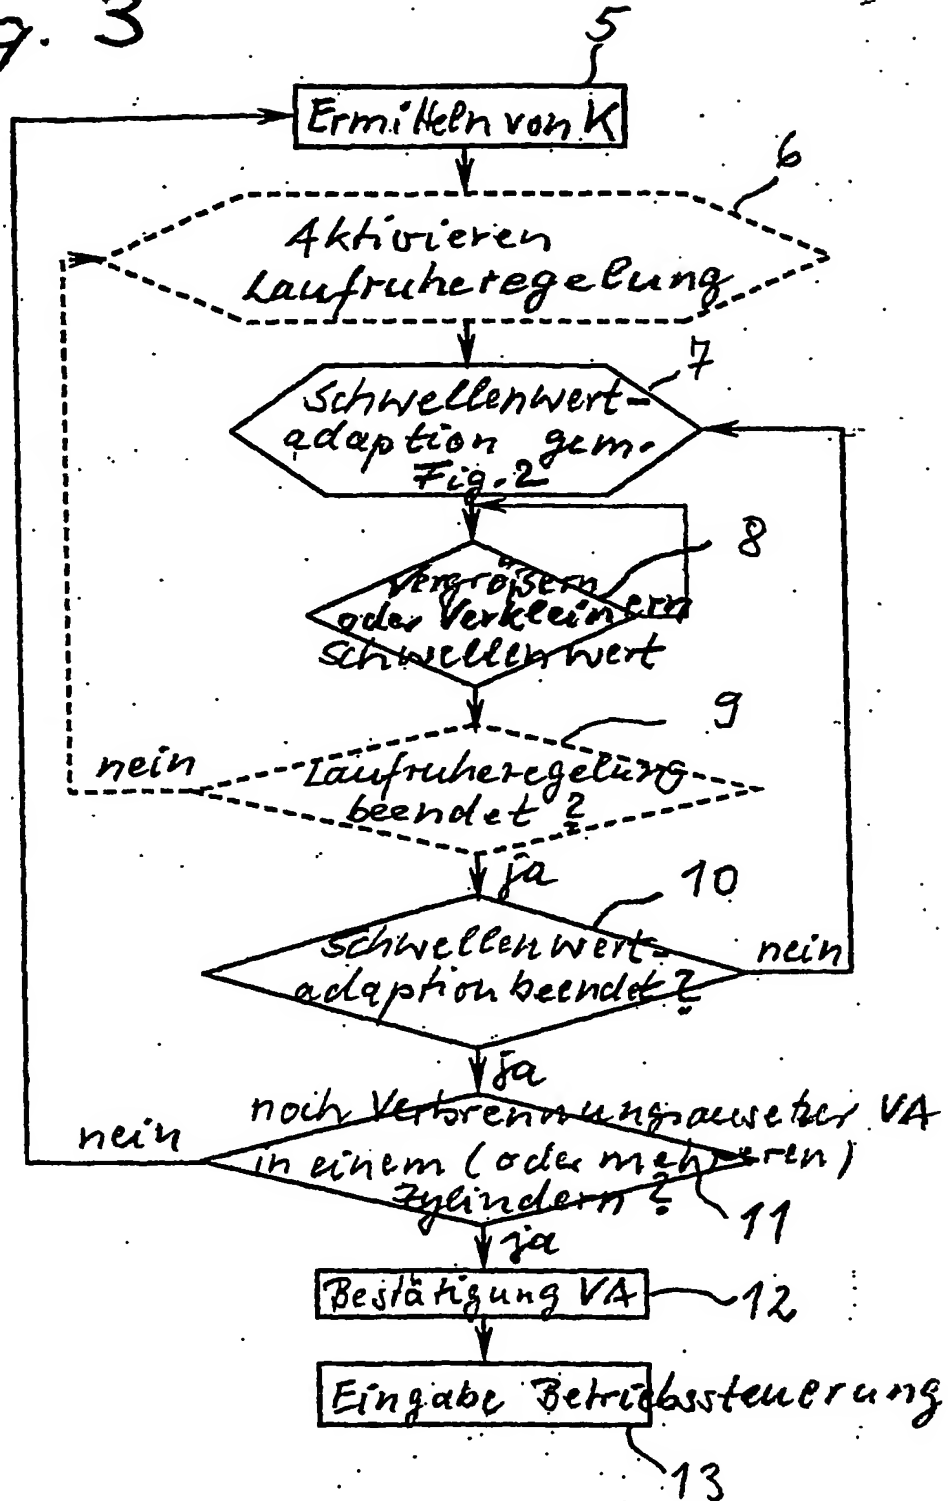 g. 3
5
Ermitteln von K
6
Aktivieren
Laufruheregelung
7
Schwellenwert-
adaption gem.
Fig. 2
8
Vergrößern
oder Verkleinern
Schwellenwert
9
nein
Laufruheregelung
beendet ?
ja
10
Schwellenwert-
adaption beendet ?
nein
ja
noch Verbrennungsausetzer VA
nein
in einem (oder mehreren)
Zylindern ?
11
ja
Bestätigung VA
12
Eingabe Betriebssteuerung
13